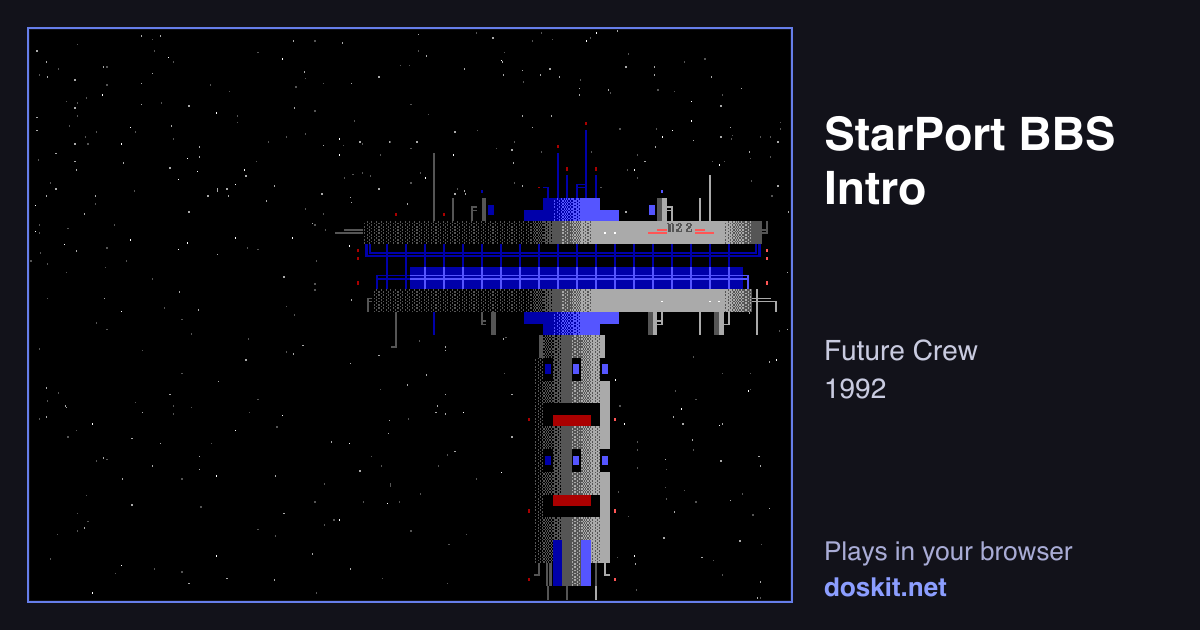 StarPort BBS
Intro
Future Crew
1992
Plays in your browser
doskit.net